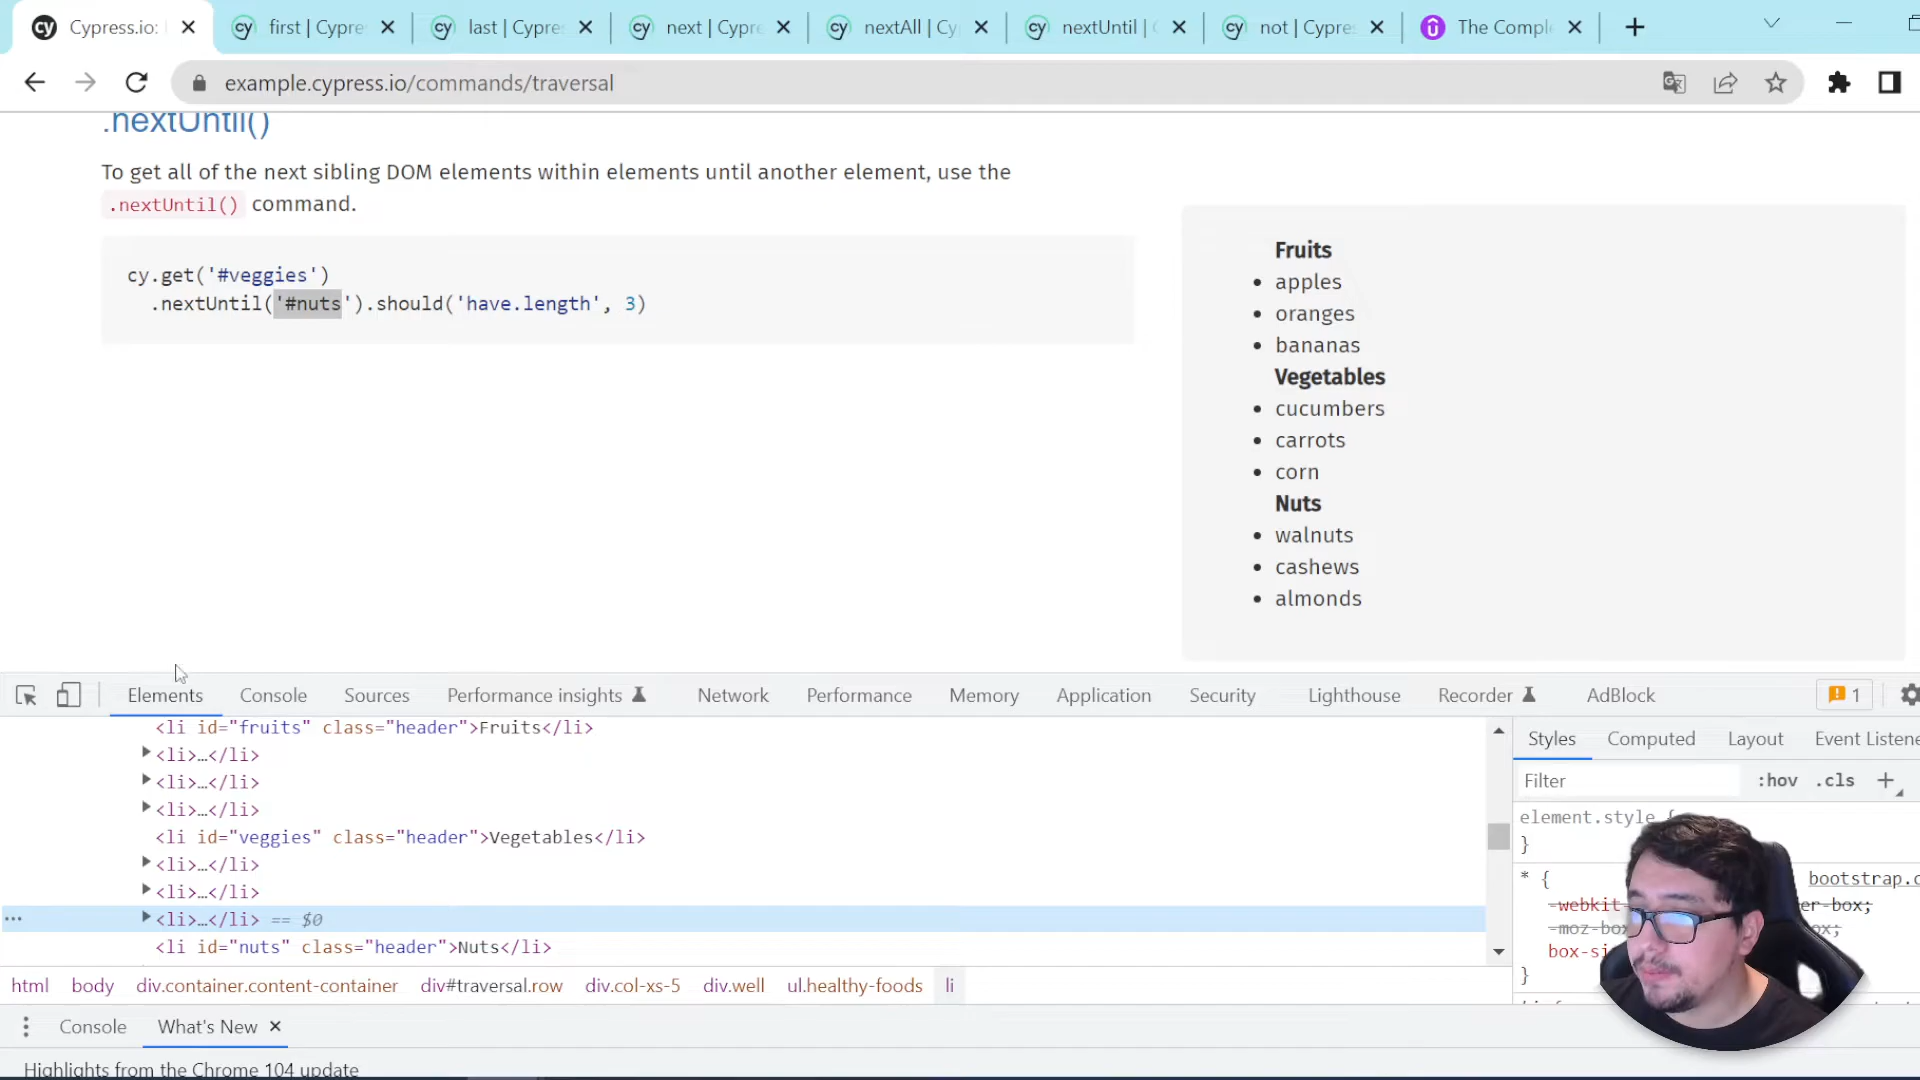 Cypress.io:
first | Cypre
last | Cypre
next | Cypre
nextAll | Cy
nextUntil |
not | Cypre
The Compl
example.cypress.io/commands/traversal
.nextUntil()
To get all of the next sibling DOM elements within elements until another element, use the
.nextUntil() command.
cy.get('#veggies')
.nextUntil('#nuts').should('have.length', 3)
Fruits
apples
oranges
bananas
Vegetables
cucumbers
carrots
corn
Nuts
walnuts
cashews
almonds
Elements Console Sources Performance insights Network Performance Memory Application Security Lighthouse Recorder AdBlock 1
<li id="fruits" class="header">Fruits</li>
<li>…</li>
<li>…</li>
<li>…</li>
<li id="veggies" class="header">Vegetables</li>
<li>…</li>
<li>…</li>
<li>…</li> == $0
<li id="nuts" class="header">Nuts</li>
html body div.container.content-container div#traversal.row div.col-xs-5 div.well ul.healthy-foods li
Styles Computed Layout Event Listene
Filter :hov .cls +
element.style {
}
* { bootstrap.c
-webkit- er-box;
-moz-box ox;
box-si
}
Console What's New
Highlights from the Chrome 104 update